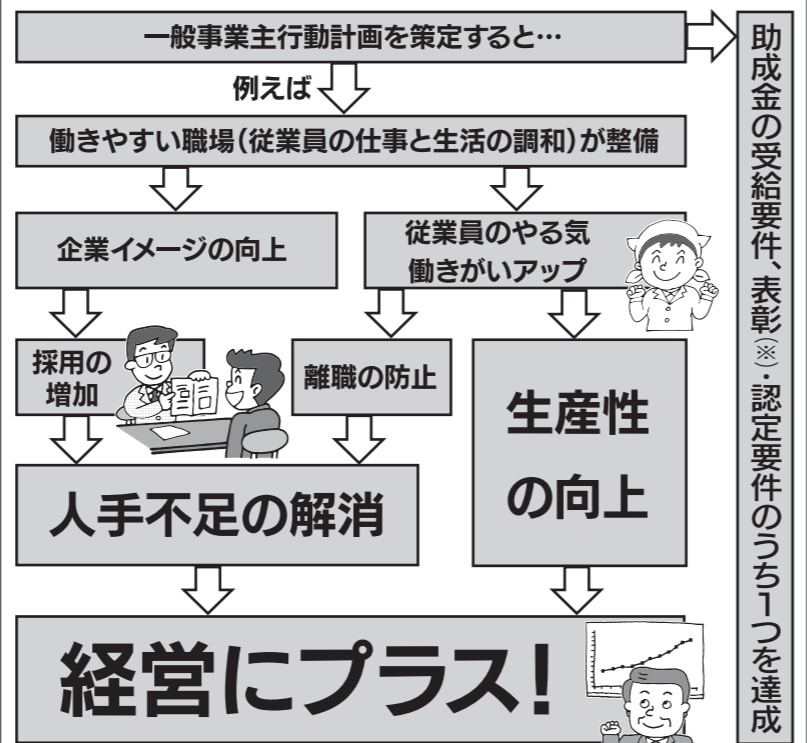 一般事業主行動計画を策定すると…
例えば
働きやすい職場（従業員の仕事と生活の調和）が整備
企業イメージの向上
従業員のやる気
働きがいアップ
採用の
増加
離職の防止
生産性
の向上
人手不足の解消
経営にプラス！
助成金の受給要件、表彰（※）・認定要件のうち1つを達成